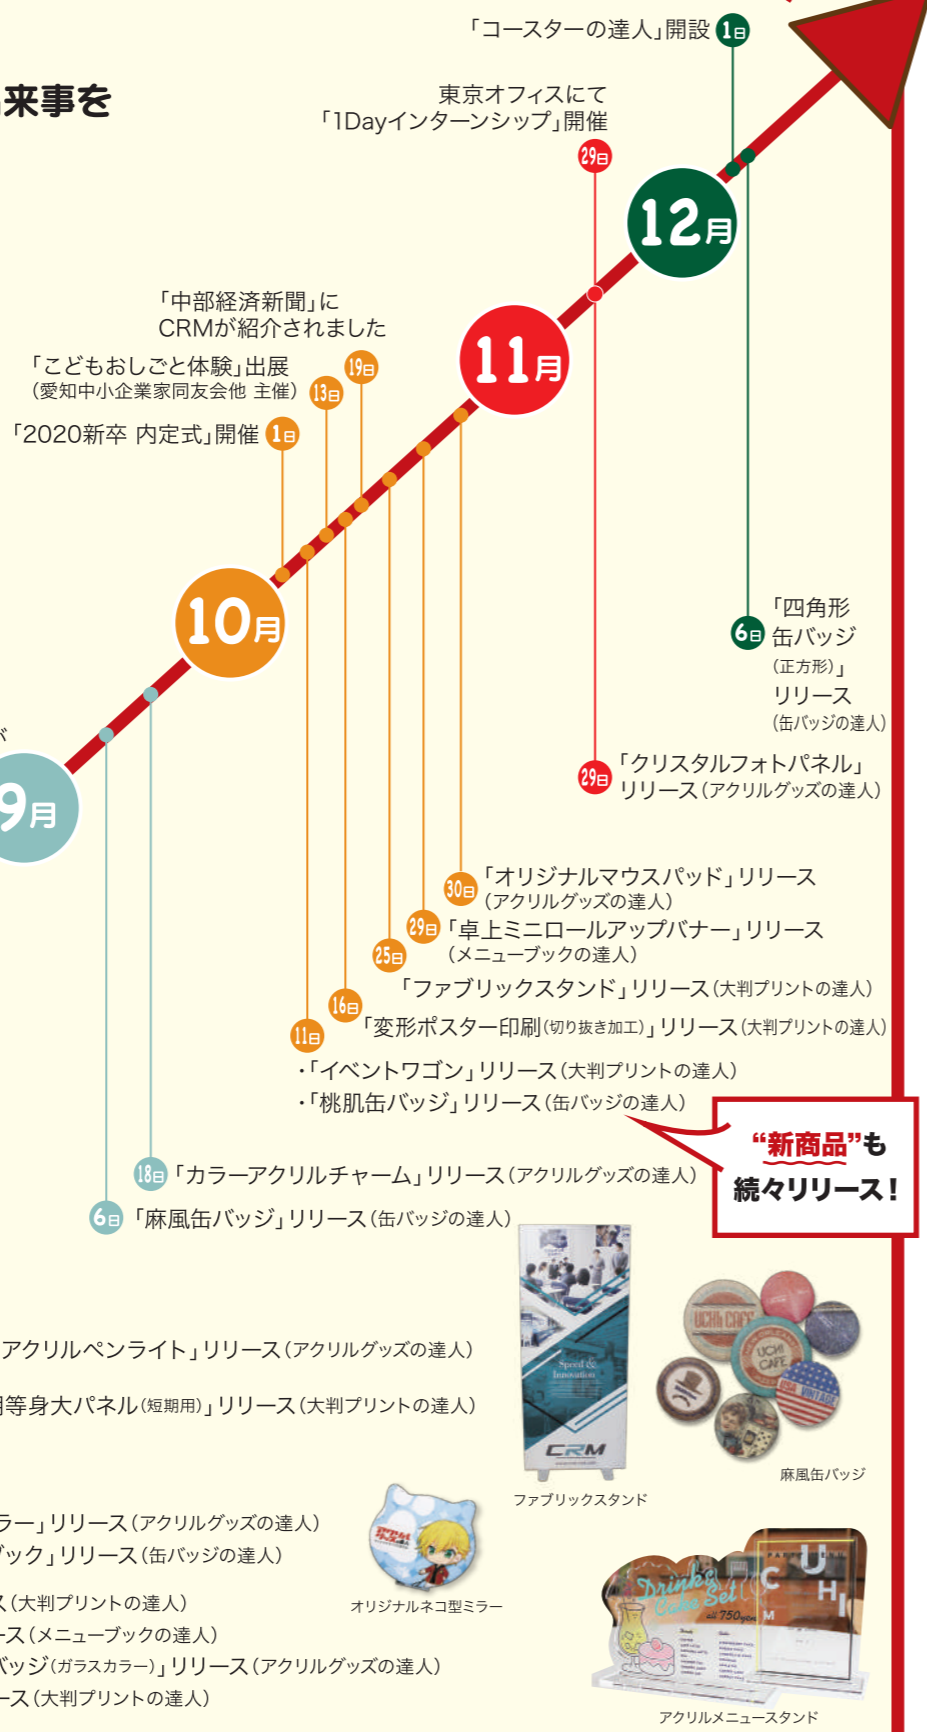 「コースターの達人」開設 1日
来事を
東京オフィスにて
「1Dayインターンシップ」開催
29日
12月
「中部経済新聞」に
CRMが紹介されました
19日
「こどもおしごと体験」出展
(愛知中小企業家同友会他 主催) 13日
「2020新卒 内定式」開催 1日
11月
10月
6日
「四角形
缶バッジ
(正方形)」
リリース
(缶バッジの達人)
が
9月
29日
「クリスタルフォトパネル」
リリース(アクリルグッズの達人)
30日
「オリジナルマウスパッド」リリース
(アクリルグッズの達人)
29日
「卓上ミニロールアップバナー」リリース
(メニューブックの達人)
25日
「ファブリックスタンド」リリース(大判プリントの達人)
16日
「変形ポスター印刷(切り抜き加工)」リリース(大判プリントの達人)
11日
・「イベントワゴン」リリース(大判プリントの達人)
・「桃肌缶バッジ」リリース(缶バッジの達人)
“新商品”も
続々リリース!
18日 「カラーアクリルチャーム」リリース(アクリルグッズの達人)
6日 「麻風缶バッジ」リリース(缶バッジの達人)
アクリルペンライト」リリース(アクリルグッズの達人)
等身大パネル(短期用)」リリース(大判プリントの達人)
Speed &
Innovation
CRM
ファブリックスタンド
UCHI CAFE
UCHI
CAFE
USA VINTAGE
麻風缶バッジ
ラー」リリース(アクリルグッズの達人)
ック」リリース(缶バッジの達人)
ス(大判プリントの達人)
ース(メニューブックの達人)
バッジ(ガラスカラー)」リリース(アクリルグッズの達人)
ース(大判プリントの達人)
アクリル
グッズの達人
オリジナルネコ型ミラー
Drink &
Cake Set
all 750yen
U
C
HI
M
アクリルメニュースタンド